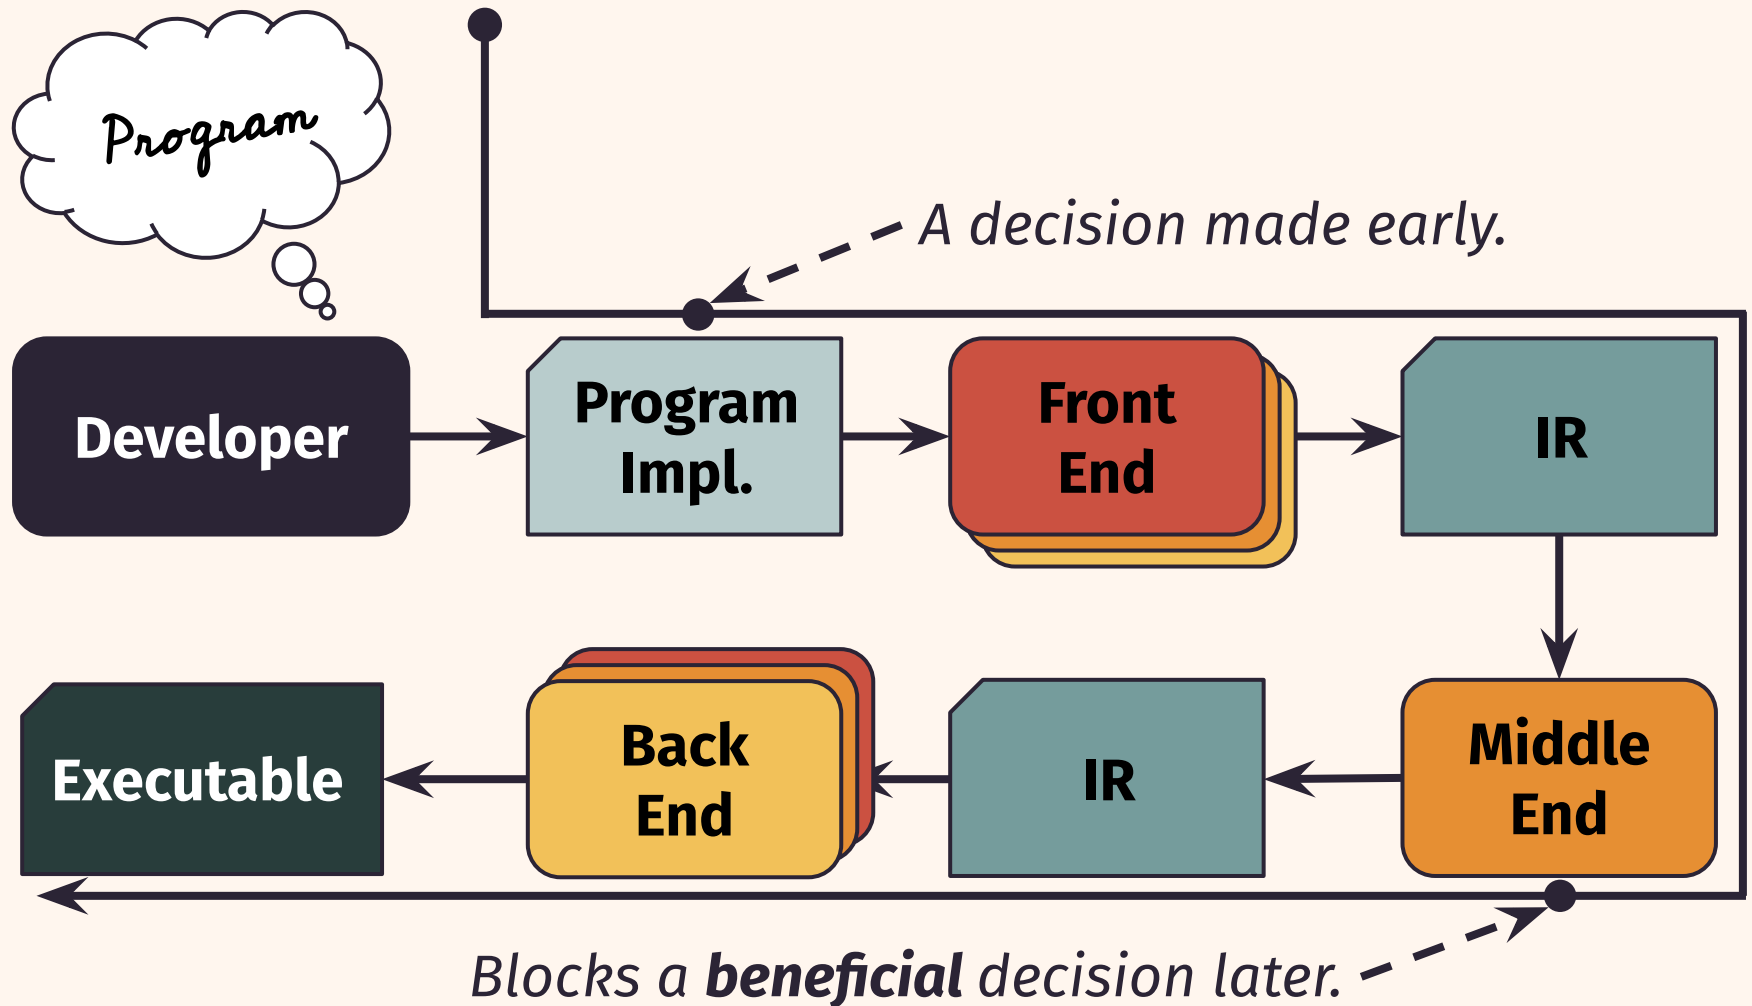 Program
A decision made early.
Developer
Program
Impl.
Front
End
IR
Executable
Back
End
IR
Middle
End
Blocks a beneficial decision later.